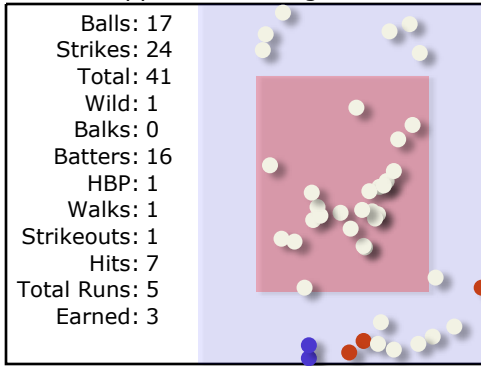 Balls: 17
Strikes: 24
Total: 41
Wild: 1
Balks: 0
Batters: 16
HBP: 1
Walks: 1
Strikeouts: 1
Hits: 7
Total Runs: 5
Earned: 3